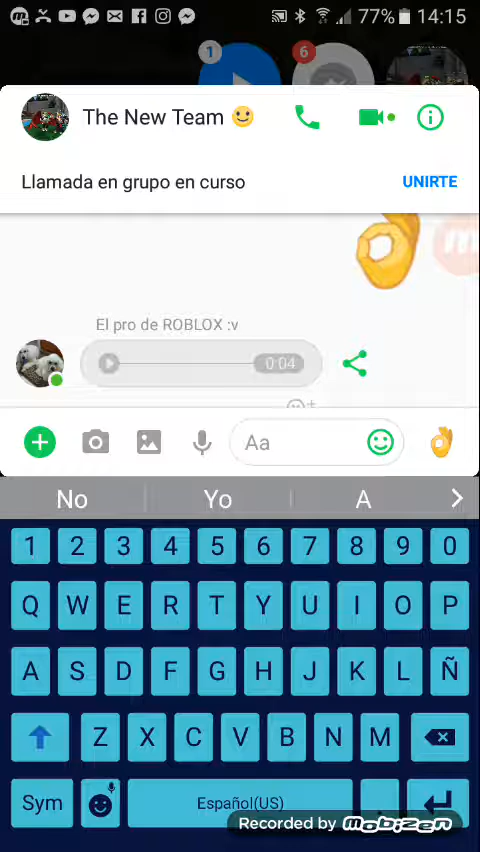 77% 14:15
1 6
The New Team
Llamada en grupo en curso UNIRTE
El pro de ROBLOX :v
0:04
Aa
No Yo A
1 2 3 4 5 6 7 8 9 0
Q W E R T Y U I O P
A S D F G H J K L Ñ
Z X C V B N M
Sym Español(US) .
Recorded by mobizen